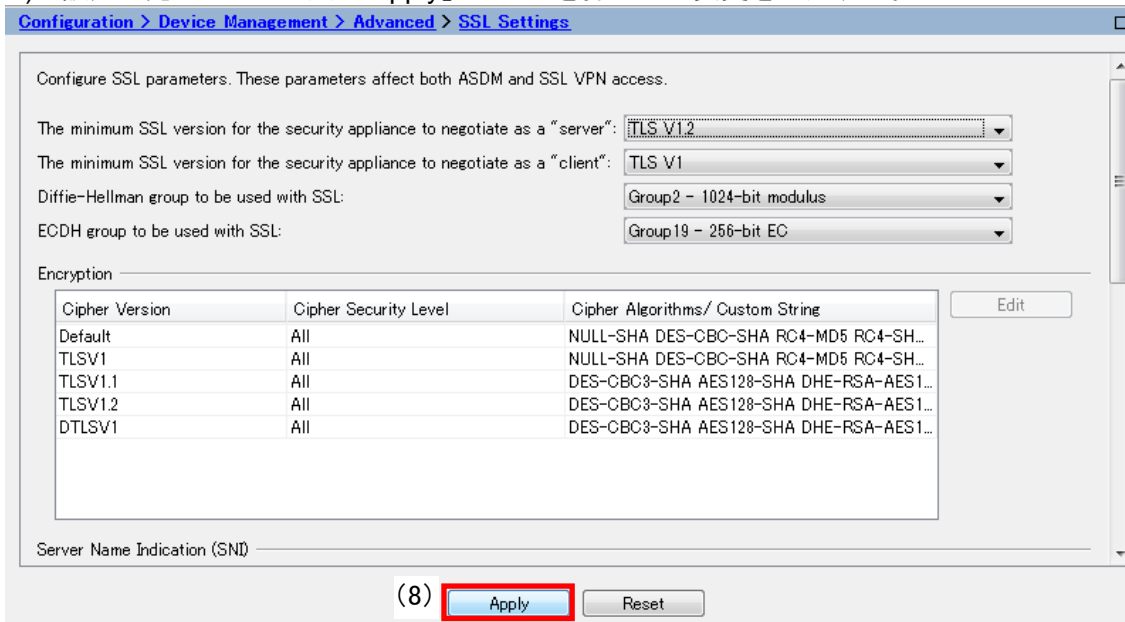 Configuration > Device Management > Advanced > SSL Settings
Configure SSL parameters. These parameters affect both ASDM and SSL VPN access.
The minimum SSL version for the security appliance to negotiate as a "server": TLS V1.2
The minimum SSL version for the security appliance to negotiate as a "client": TLS V1
Diffie-Hellman group to be used with SSL: Group2 - 1024-bit modulus
ECDH group to be used with SSL: Group19 - 256-bit EC
Encryption
Cipher Version Cipher Security Level Cipher Algorithms/ Custom String Edit
Default All NULL-SHA DES-CBC-SHA RC4-MD5 RC4-SH...
TLSV1 All NULL-SHA DES-CBC-SHA RC4-MD5 RC4-SH...
TLSV1.1 All DES-CBC3-SHA AES128-SHA DHE-RSA-AES1...
TLSV1.2 All DES-CBC3-SHA AES128-SHA DHE-RSA-AES1...
DTLSV1 All DES-CBC3-SHA AES128-SHA DHE-RSA-AES1...
Server Name Indication (SNI)
(8) Apply Reset